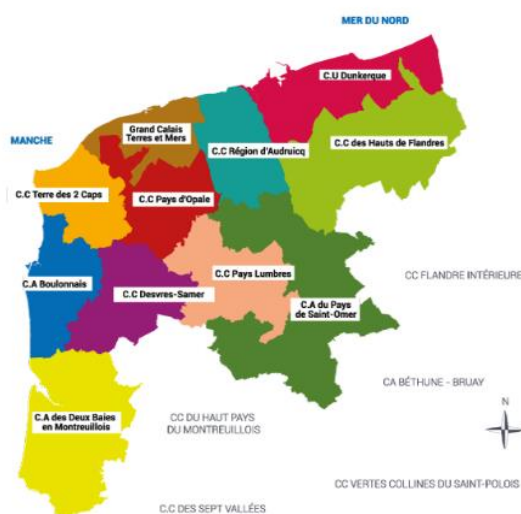 MER DU NORD
C.U Dunkerque
Grand Calais
Terres et Mers
MANCHE
C.C Région d'Audruicq
C.C des Hauts de Flandres
C.C Terre des 2 Caps
C.C Pays d'Opale
C.C Pays Lumbres
CC FLANDRE INTÉRIEURE
C.A Boulonnais
C.C Desvres-Samer
C.A du Pays
de Saint-Omer
CA BÉTHUNE - BRUAY
C.A des Deux Baies
en Montreuillois
CC DU HAUT PAYS
DU MONTREUILLOIS
N
CC VERTES COLLINES DU SAINT-POLOIS
C.C DES SEPT VALLÉES